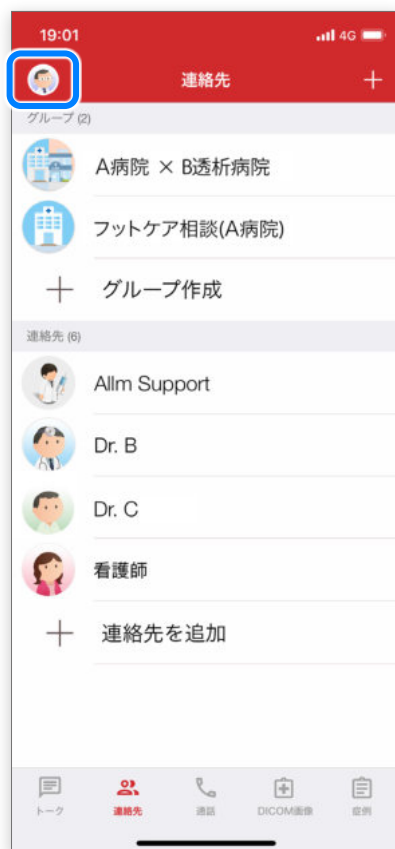 19:01 4G
連絡先
グループ (2)
A病院 × B透析病院
フットケア相談(A病院)
グループ作成
連絡先 (6)
Allm Support
Dr. B
Dr. C
看護師
連絡先を追加
トーク 連絡先 通話 DICOM画像 症例